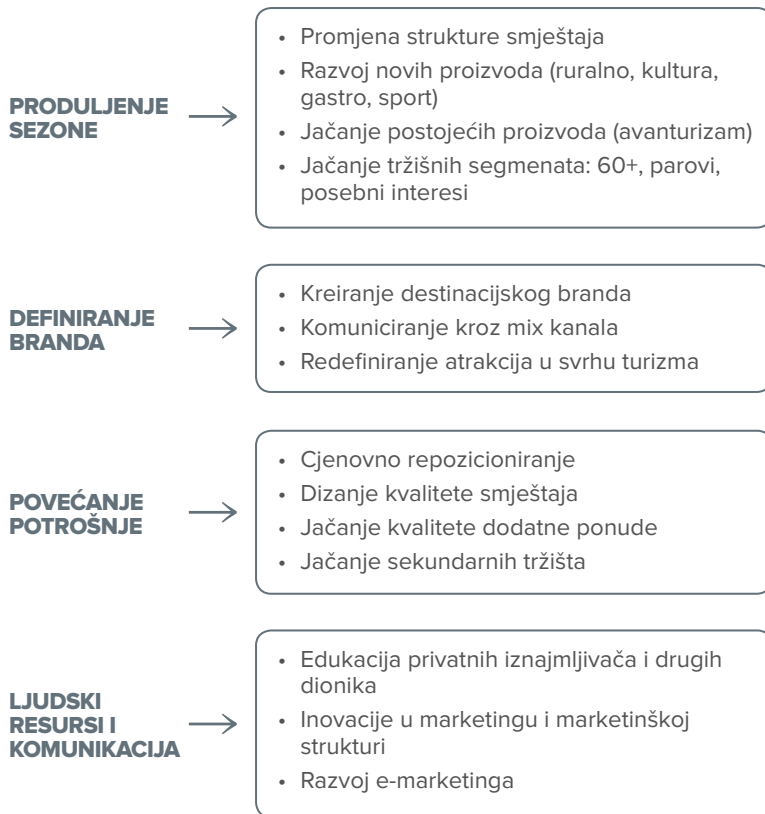 PRODULJENJE
SEZONE
• Promjena strukture smještaja
• Razvoj novih proizvoda (ruralno, kultura,
gastro, sport)
• Jačanje postojećih proizvoda (avanturizam)
• Jačanje tržišnih segmenata: 60+, parovi,
posebni interesi
DEFINIRANJE
BRANDA
• Kreiranje destinacijskog branda
• Komuniciranje kroz mix kanala
• Redefiniranje atrakcija u svrhu turizma
POVEĆANJE
POTROŠNJE
• Cjenovno repozicioniranje
• Dizanje kvalitete smještaja
• Jačanje kvalitete dodatne ponude
• Jačanje sekundarnih tržišta
LJUDSKI
RESURSI I
KOMUNIKACIJA
• Edukacija privatnih iznajmljivača i drugih
dionika
• Inovacije u marketingu i marketinškoj
strukturi
• Razvoj e-marketinga